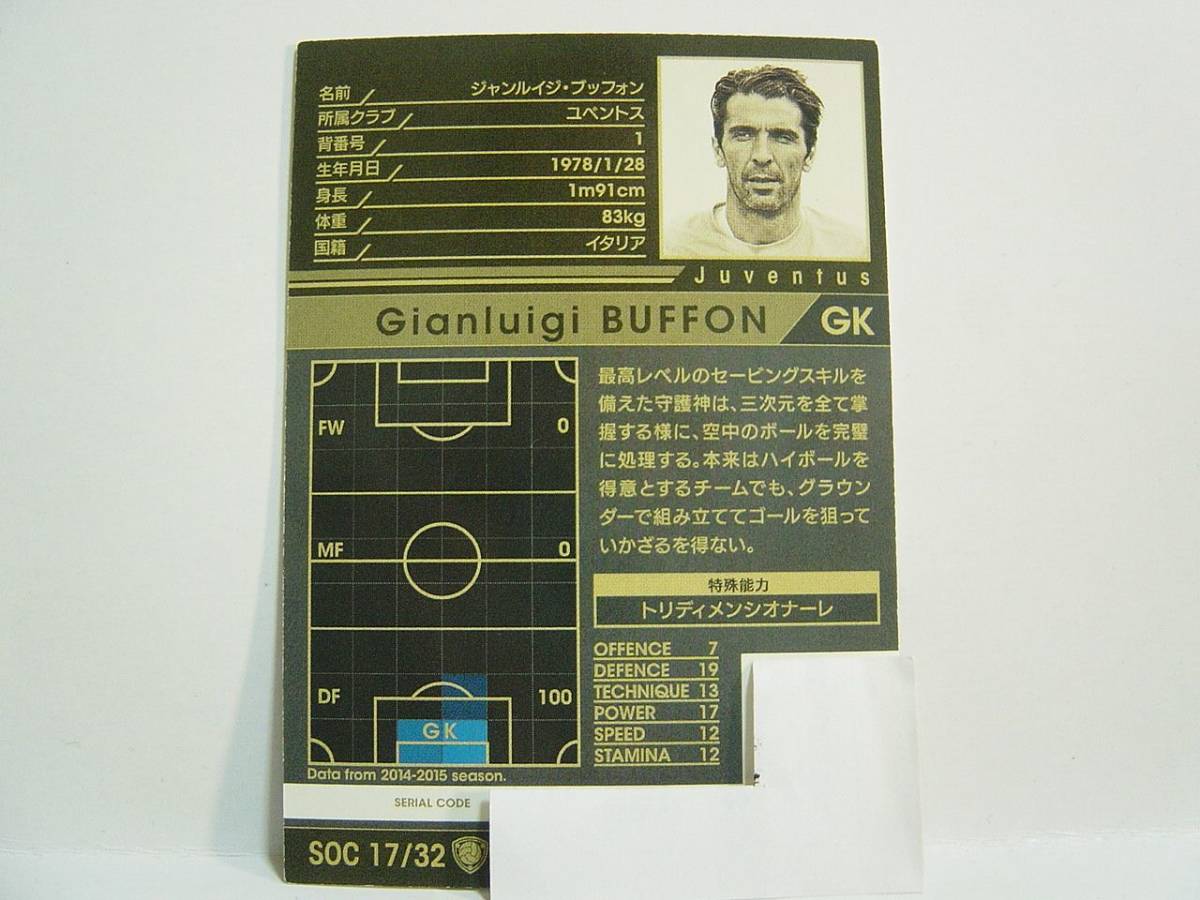 名前 ジャンルイジ・ブッフォン
所属クラブ ユベントス
背番号 1
生年月日 1978/1/28
身長 1m91cm
体重 83kg
国籍 イタリア
Juventus
Gianluigi BUFFON GK
FW 0
MF 0
DF 100
GK
Data from 2014-2015 season.
最高レベルのセービングスキルを
備えた守護神は、三次元を全て掌
握する様に、空中のボールを完璧
に処理する。本来はハイボールを
得意とするチームでも、グラウン
ダーで組み立ててゴールを狙って
いかざるを得ない。
特殊能力
トリディメンシオナーレ
OFFENCE 7
DEFENCE 19
TECHNIQUE 13
POWER 17
SPEED 12
STAMINA 12
SERIAL CODE
SOC 17/32